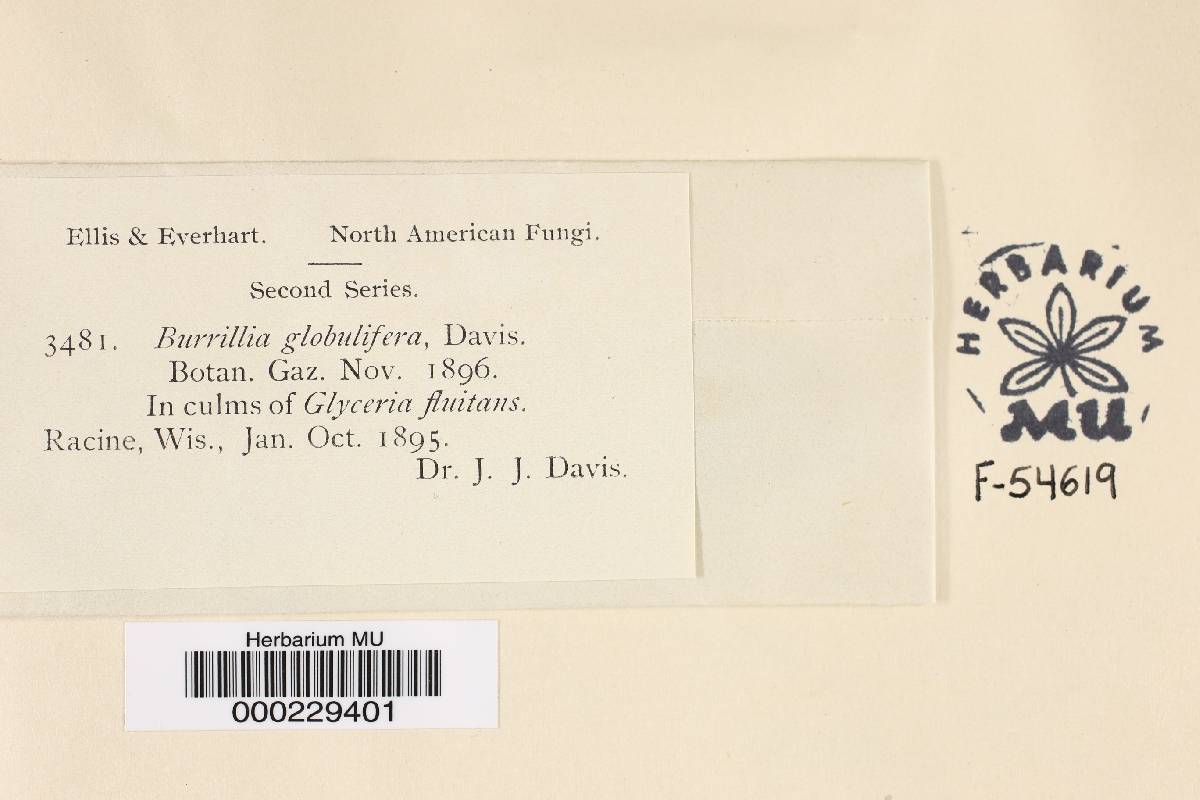 Ellis & Everhart. North American Fungi.
Second Series.
3481. Burrillia globulifera, Davis.
Botan. Gaz. Nov. 1896.
In culms of Glyceria fluitans.
Racine, Wis., Jan. Oct. 1895.
Dr. J. J. Davis.
HERBARIUM
MU
F-54619
Herbarium MU
000229401